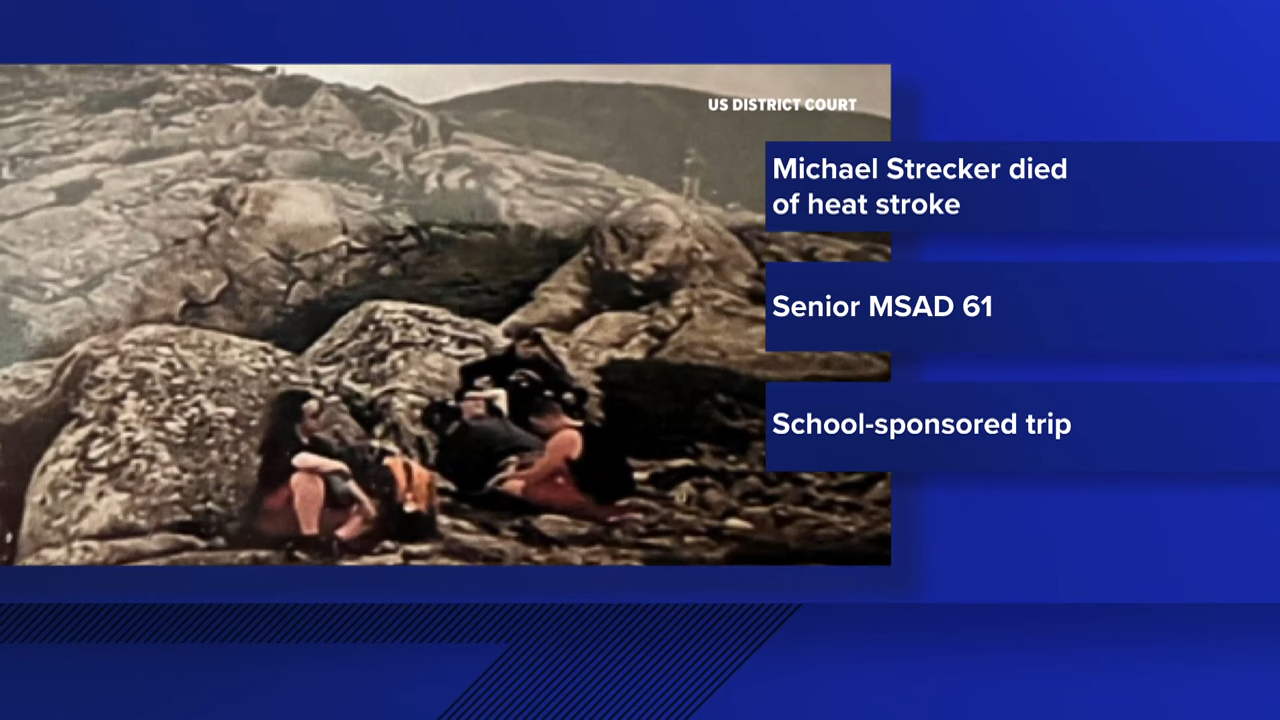 US DISTRICT COURT
Michael Strecker died
of heat stroke
Senior MSAD 61
School-sponsored trip